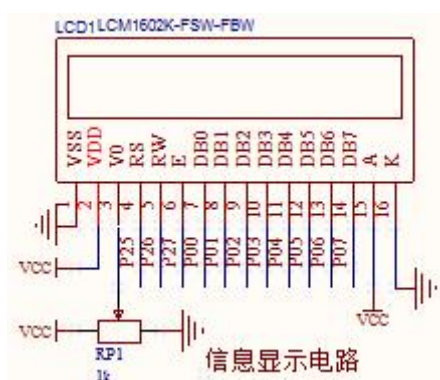 LCD1LCM1602K-FSW-FBW
VSS VDD V0 RS RW E DB0 DB1 DB2 DB3 DB4 DB5 DB6 DB7 A K
1 2 3 4 5 6 7 8 9 10 11 12 13 14 15 16
P25 P26 P27 P00 P01 P02 P03 P04 P05 P06 P07
VCC
VCC
VCC
RP1
1k
信息显示电路